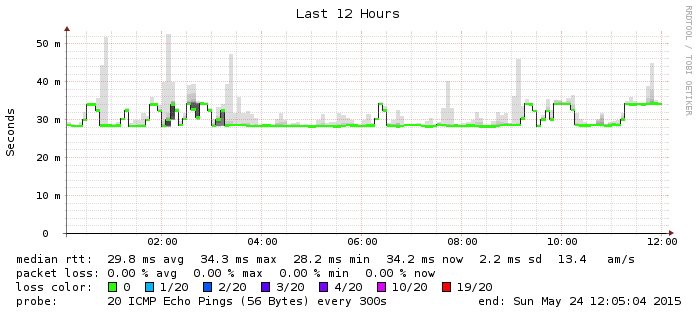 Last 12 Hours
RRDTOOL / TOBI OETIKER
Seconds
50 m
40 m
30 m
20 m
10 m
0
02:00 04:00 06:00 08:00 10:00 12:00
median rtt: 29.8 ms avg 34.3 ms max 28.2 ms min 34.2 ms now 2.2 ms sd 13.4 am/s
packet loss: 0.00 % avg 0.00 % max 0.00 % min 0.00 % now
loss color: 0 1/20 2/20 3/20 4/20 10/20 19/20
probe: 20 ICMP Echo Pings (56 Bytes) every 300s end: Sun May 24 12:05:04 2015